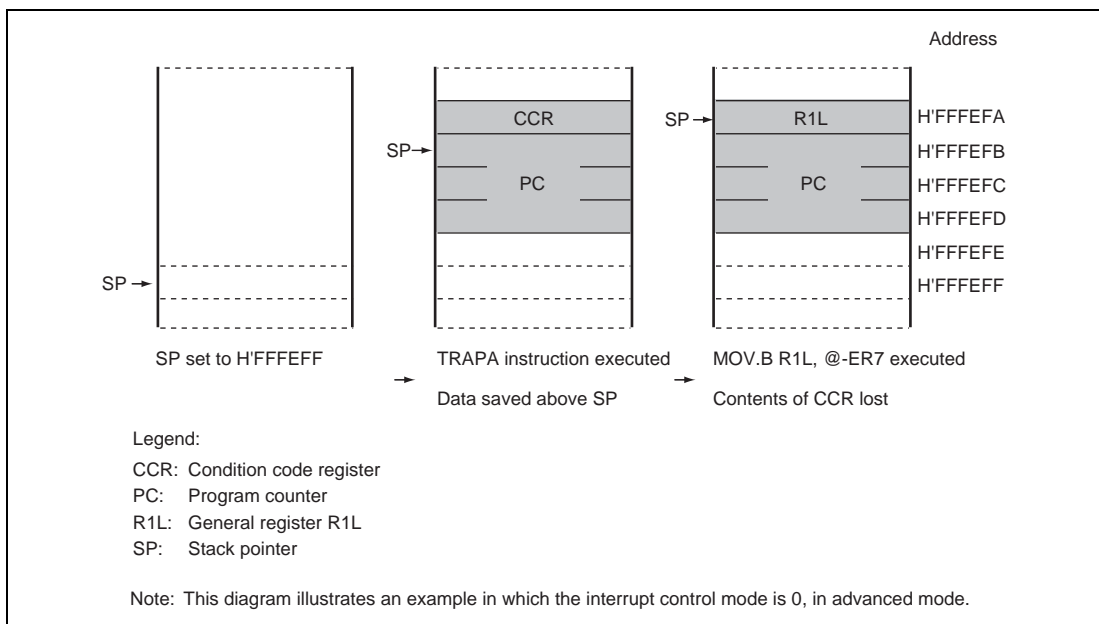 Address
CCR
SP
R1L
H'FFFEFA
SP
H'FFFEFB
PC
PC
H'FFFEFC
H'FFFEFD
H'FFFEFE
SP
H'FFFEFF
SP set to H'FFFEFF
TRAPA instruction executed
MOV.B R1L, @-ER7 executed
Data saved above SP
Contents of CCR lost
Legend:
CCR: Condition code register
PC: Program counter
R1L: General register R1L
SP: Stack pointer
Note: This diagram illustrates an example in which the interrupt control mode is 0, in advanced mode.